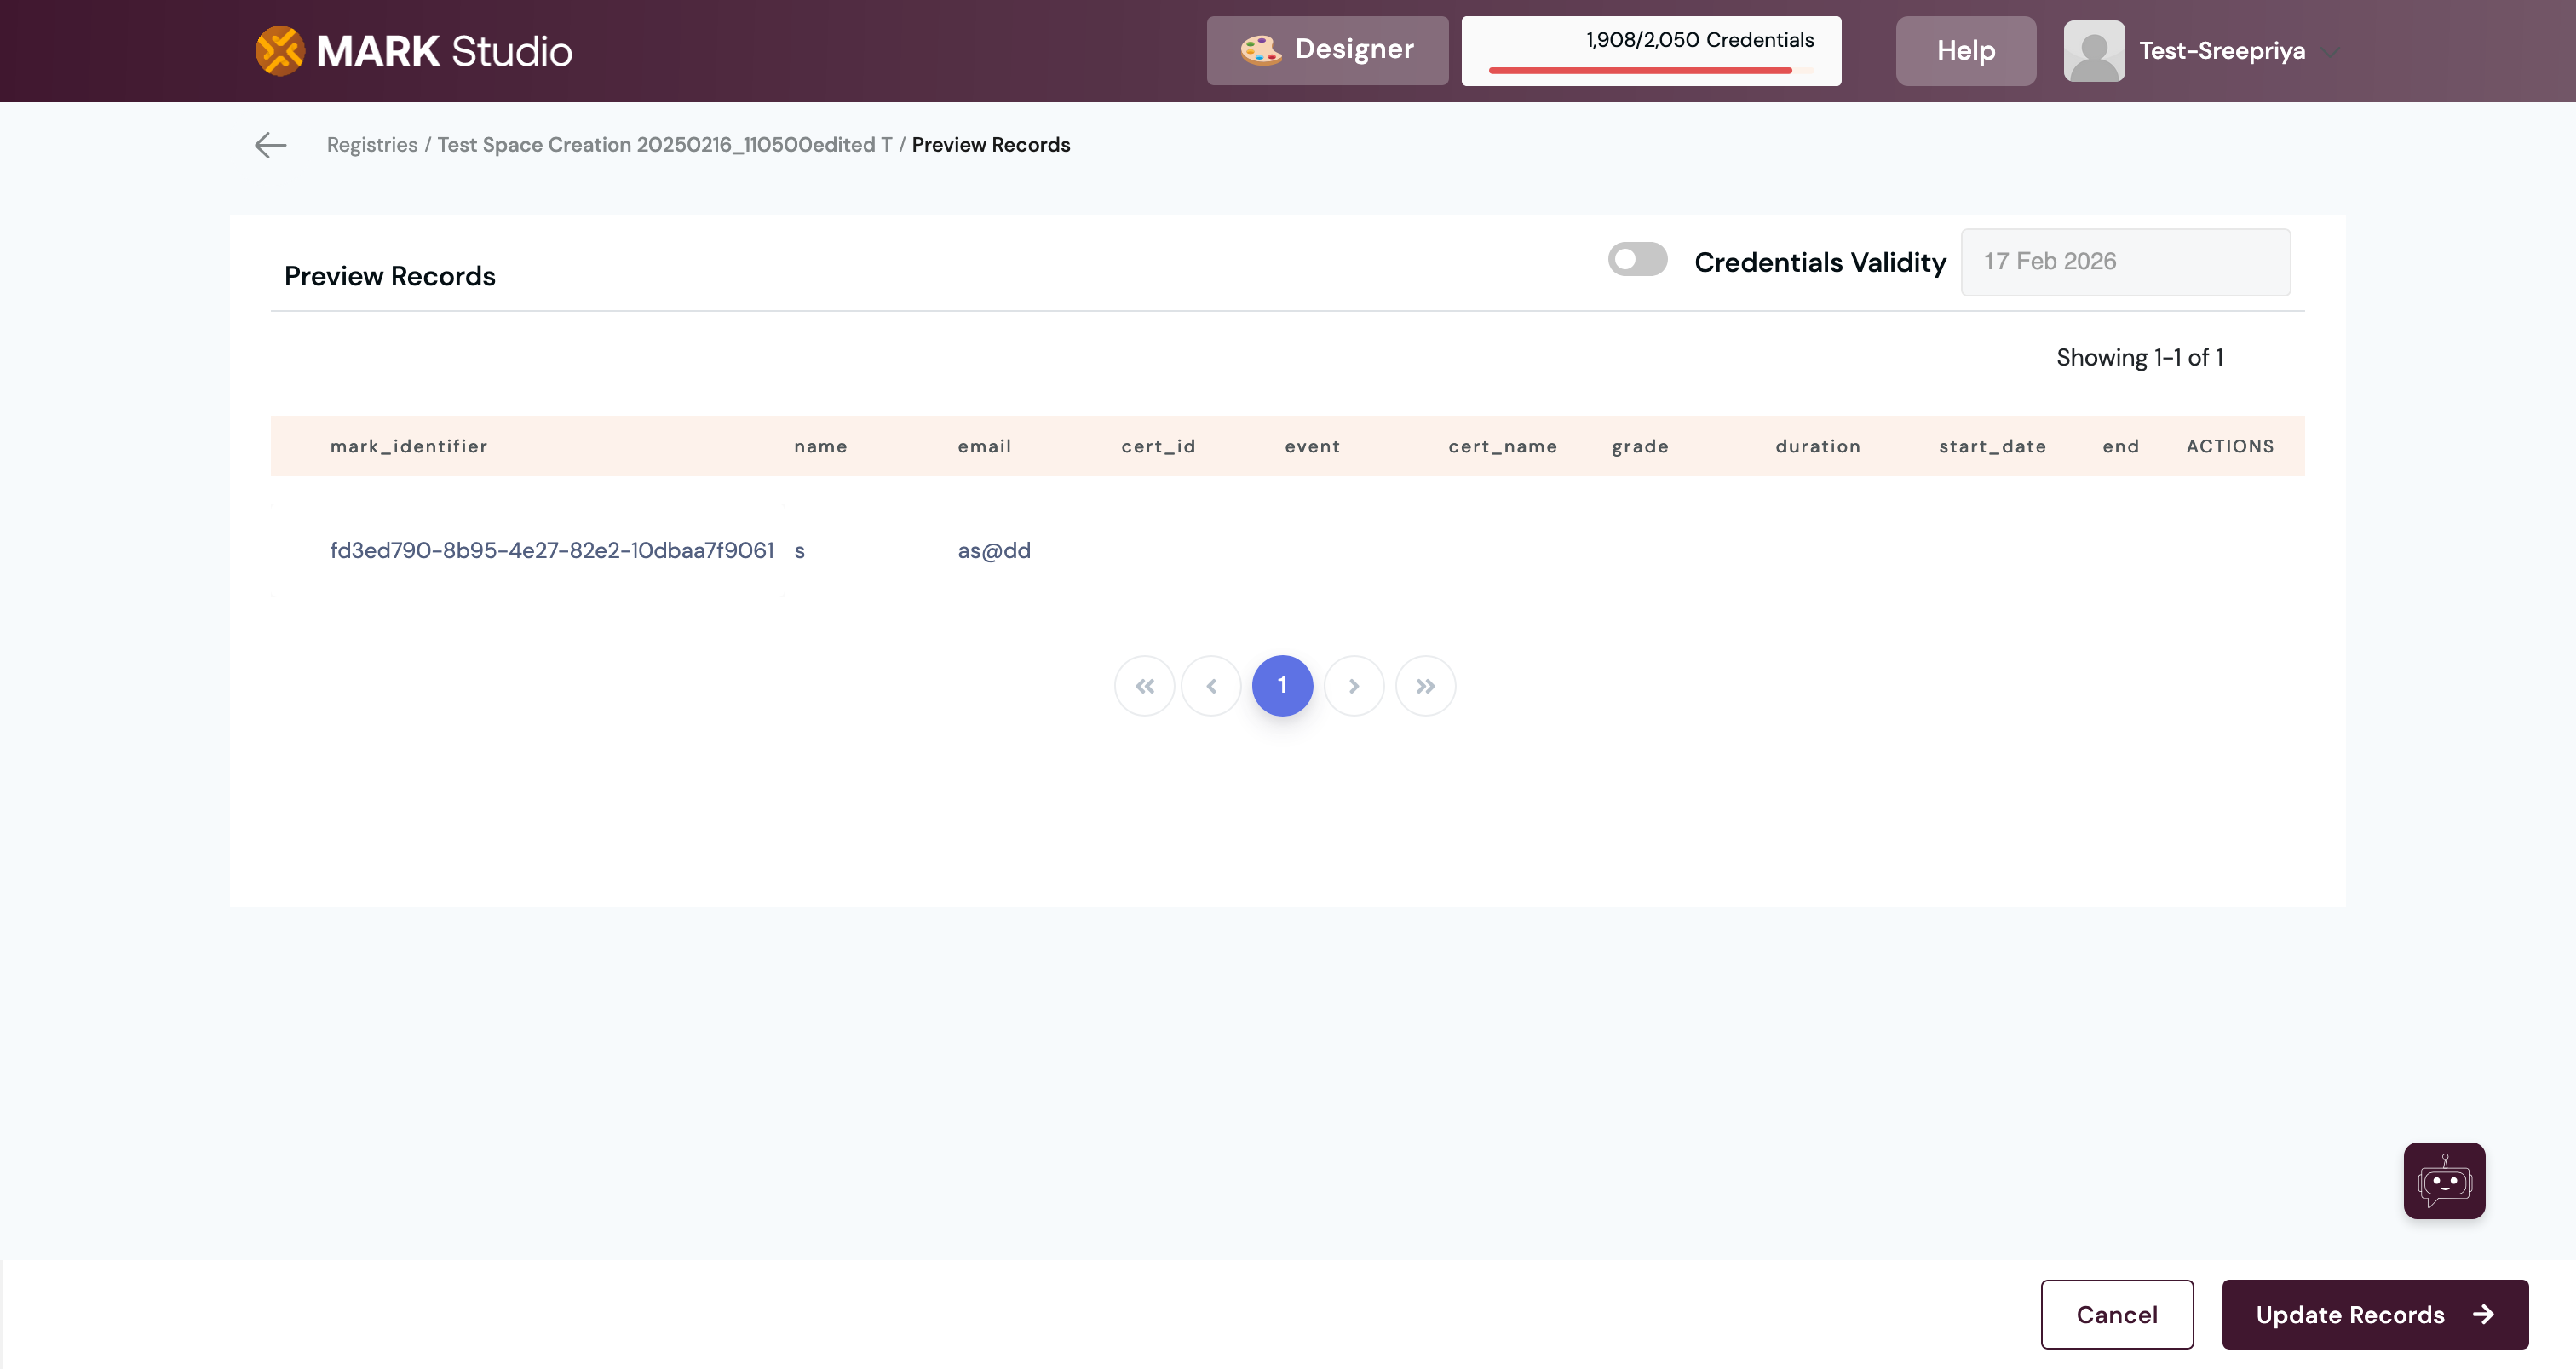 MARK Studio
Designer
1,908/2,050 Credentials
Help
Test-Sreepriya
Registries / Test Space Creation 20250216_110500edited T / Preview Records
Preview Records
Credentials Validity
17 Feb 2026
Showing 1-1 of 1
mark_identifier name email cert_id event cert_name grade duration start_date end_ ACTIONS
fd3ed790-8b95-4e27-82e2-10dbaa7f9061 s as@dd
1
Cancel
Update Records